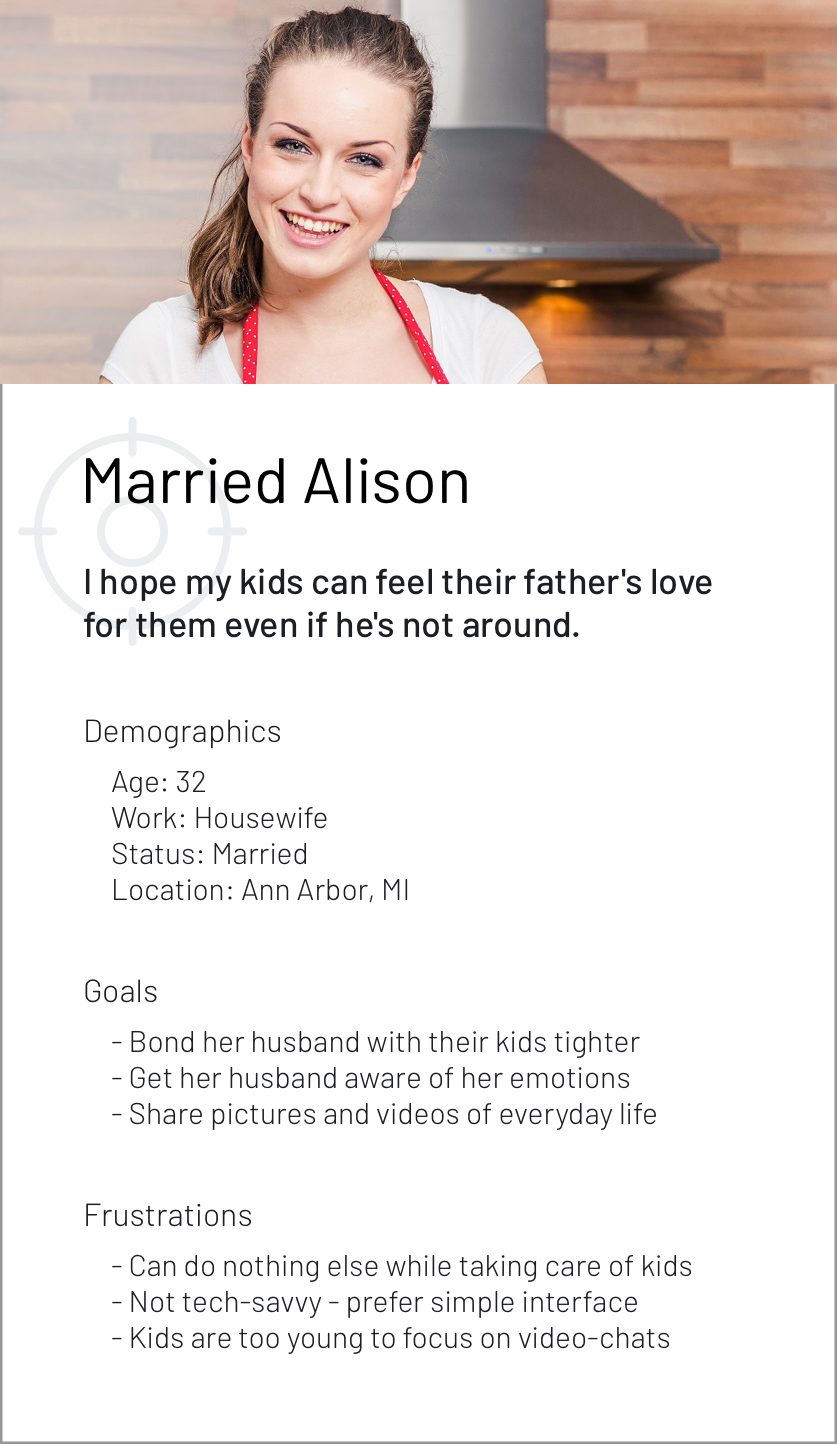 Married Alison
I hope my kids can feel their father's love
for them even if he's not around.
Demographics
Age: 32
Work: Housewife
Status: Married
Location: Ann Arbor, MI
Goals
- Bond her husband with their kids tighter
- Get her husband aware of her emotions
- Share pictures and videos of everyday life
Frustrations
- Can do nothing else while taking care of kids
- Not tech-savvy - prefer simple interface
- Kids are too young to focus on video-chats